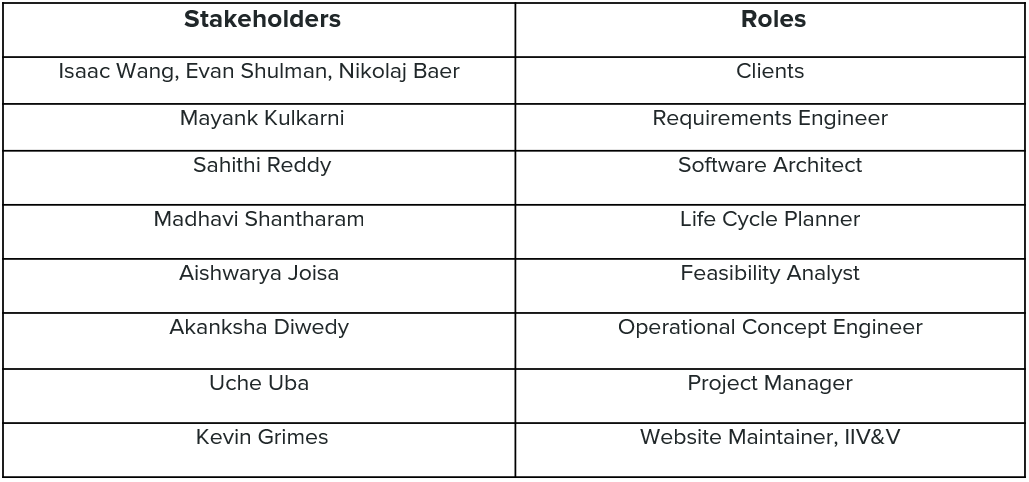 Stakeholders Roles
Isaac Wang, Evan Shulman, Nikolaj Baer Clients
Mayank Kulkarni Requirements Engineer
Sahithi Reddy Software Architect
Madhavi Shantharam Life Cycle Planner
Aishwarya Joisa Feasibility Analyst
Akanksha Diwedy Operational Concept Engineer
Uche Uba Project Manager
Kevin Grimes Website Maintainer, IIV&V